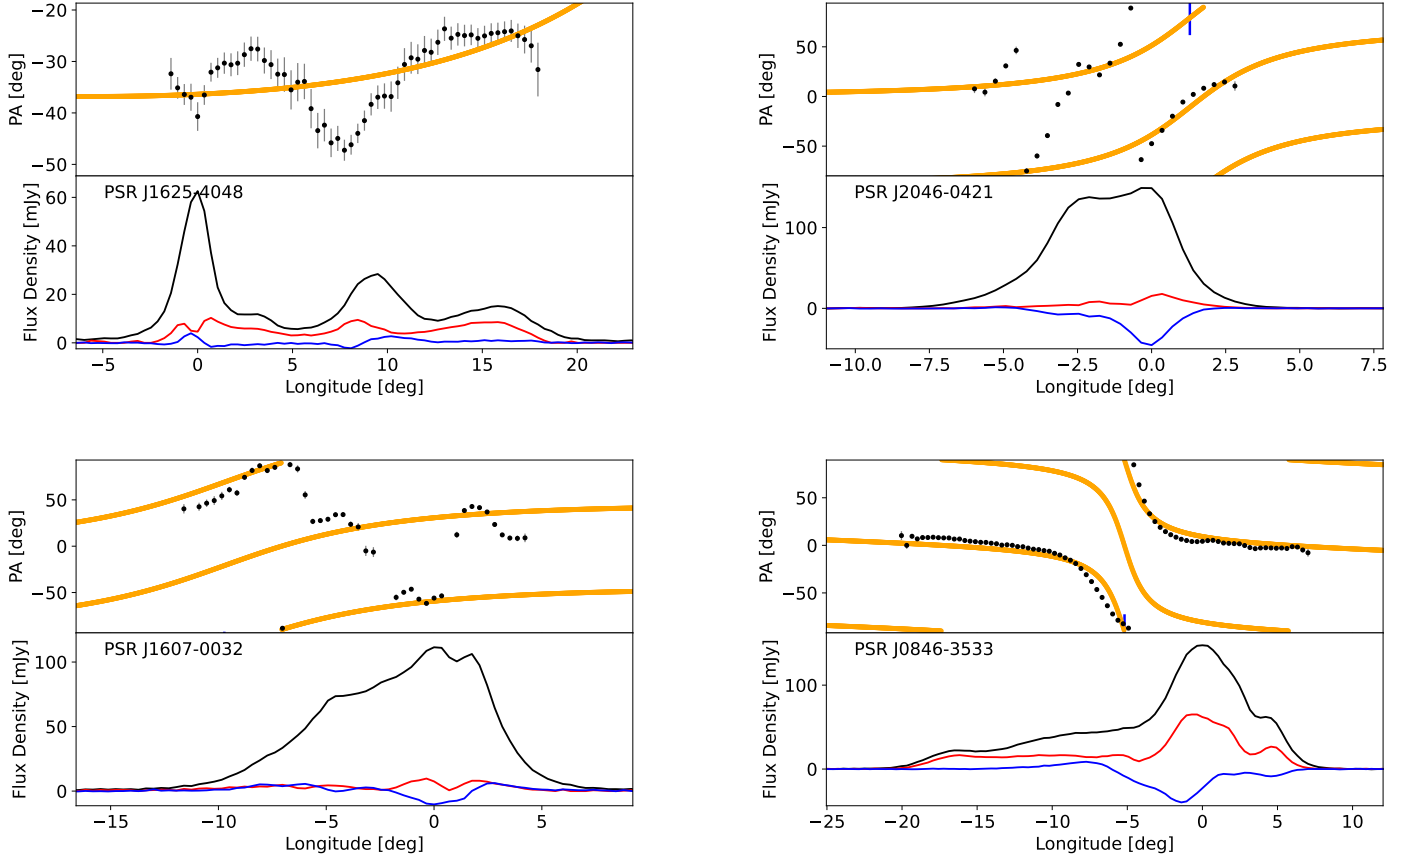 −20
−30
−40
−50
PA [deg]
PSR J1625-4048
60
40
20
0
Flux Density [mJy]
−5 0 5 10 15 20
Longitude [deg]
50
0
−50
PA [deg]
PSR J2046-0421
100
0
Flux Density [mJy]
−10.0 −7.5 −5.0 −2.5 0.0 2.5 5.0 7.5
Longitude [deg]
50
0
−50
PA [deg]
PSR J1607-0032
100
50
0
Flux Density [mJy]
−15 −10 −5 0 5
Longitude [deg]
50
0
−50
PA [deg]
PSR J0846-3533
100
0
Flux Density [mJy]
−25 −20 −15 −10 −5 0 5 10
Longitude [deg]